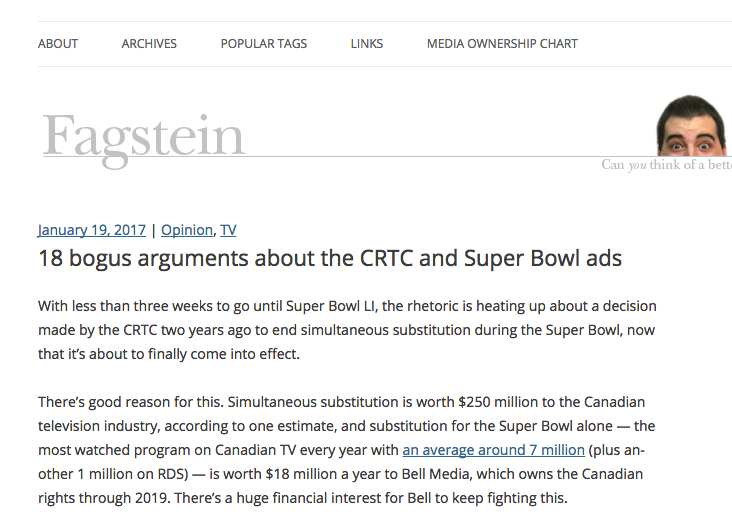 ABOUT ARCHIVES POPULAR TAGS LINKS MEDIA OWNERSHIP CHART
Fagstein
Can you think of a bette
January 19, 2017 | Opinion, TV
18 bogus arguments about the CRTC and Super Bowl ads
With less than three weeks to go until Super Bowl LI, the rhetoric is heating up about a decision
made by the CRTC two years ago to end simultaneous substitution during the Super Bowl, now
that it’s about to finally come into effect.
There’s good reason for this. Simultaneous substitution is worth $250 million to the Canadian
television industry, according to one estimate, and substitution for the Super Bowl alone — the
most watched program on Canadian TV every year with an average around 7 million (plus an-
other 1 million on RDS) — is worth $18 million a year to Bell Media, which owns the Canadian
rights through 2019. There’s a huge financial interest for Bell to keep fighting this.